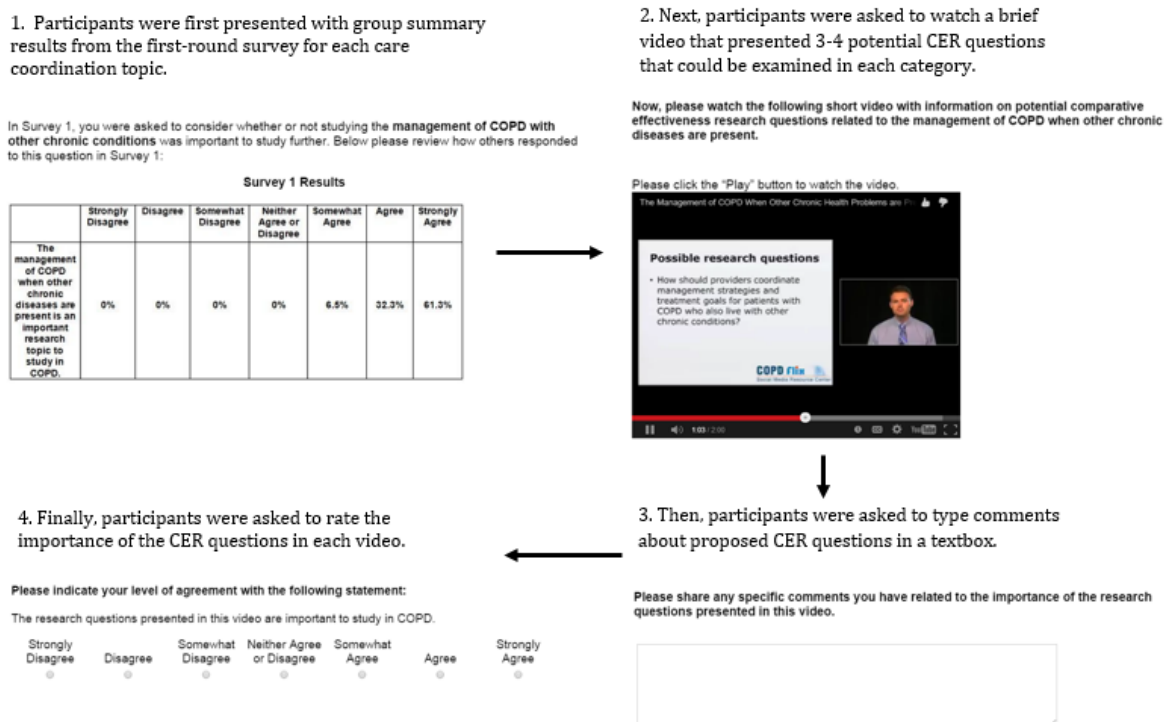 1. Participants were first presented with group summary
results from the first-round survey for each care
coordination topic.
In Survey 1, you were asked to consider whether or not studying the management of COPD with
other chronic conditions was important to study further. Below please review how others responded
to this question in Survey 1:
Survey 1 Results
Strongly Disagree Disagree Somewhat Disagree Neither Agree or Disagree Somewhat Agree Agree Strongly Agree
The
management
of COPD
when other
chronic
diseases are
present is an
important
research
topic to
study in
COPD.
0% 0% 0% 0% 6.5% 32.3% 61.3%
2. Next, participants were asked to watch a brief
video that presented 3-4 potential CER questions
that could be examined in each category.
Now, please watch the following short video with information on potential comparative
effectiveness research questions related to the management of COPD when other chronic
diseases are present.
Please click the "Play" button to watch the video.
The Management of COPD When Other Chronic Health Problems are
Possible research questions
• How should providers coordinate
management strategies and
treatment goals for patients with
COPD who also live with other
chronic conditions?
COPD Flix
Social Media Resource Center
1:03 / 2:00
YouTube
3. Then, participants were asked to type comments
about proposed CER questions in a textbox.
Please share any specific comments you have related to the importance of the research
questions presented in this video.
4. Finally, participants were asked to rate the
importance of the CER questions in each video.
Please indicate your level of agreement with the following statement:
The research questions presented in this video are important to study in COPD.
Strongly Disagree Disagree Somewhat Disagree Neither Agree or Disagree Somewhat Agree Agree Strongly Agree